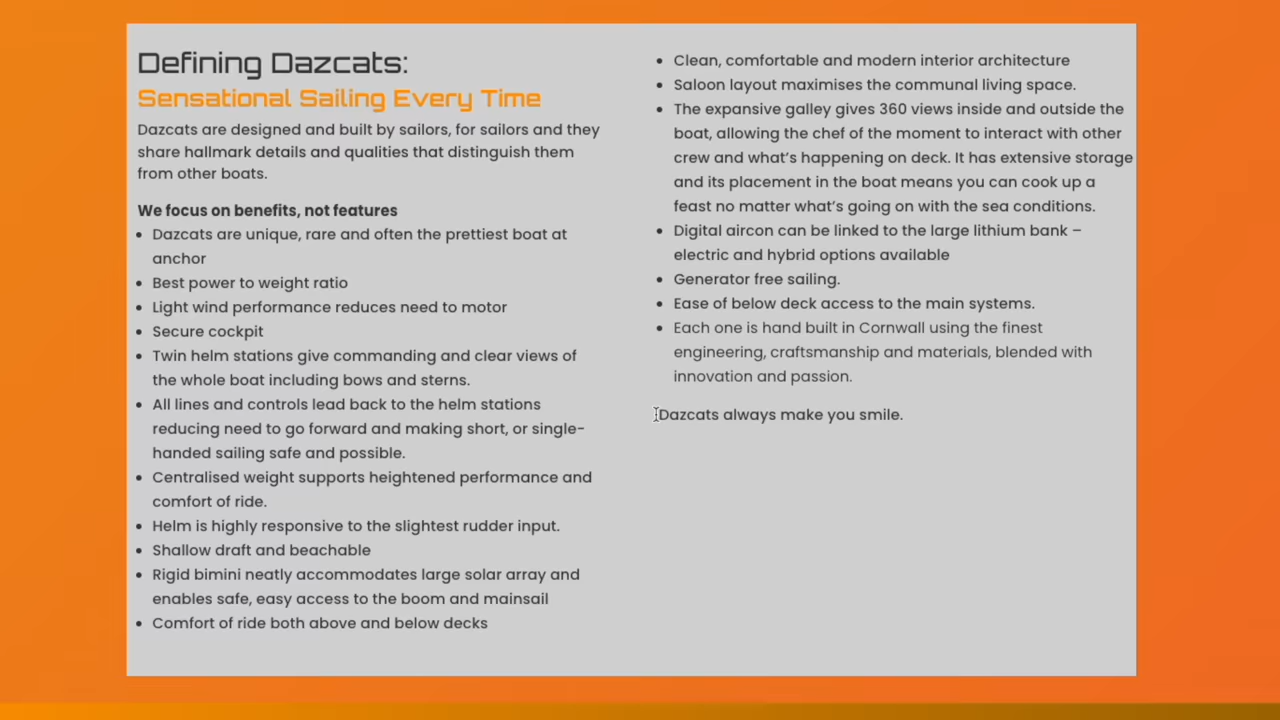 Defining Dazcats:
Sensational Sailing Every Time
Dazcats are designed and built by sailors, for sailors and they
share hallmark details and qualities that distinguish them
from other boats.
We focus on benefits, not features
• Dazcats are unique, rare and often the prettiest boat at
anchor
• Best power to weight ratio
• Light wind performance reduces need to motor
• Secure cockpit
• Twin helm stations give commanding and clear views of
the whole boat including bows and sterns.
• All lines and controls lead back to the helm stations
reducing need to go forward and making short, or single-
handed sailing safe and possible.
• Centralised weight supports heightened performance and
comfort of ride.
• Helm is highly responsive to the slightest rudder input.
• Shallow draft and beachable
• Rigid bimini neatly accommodates large solar array and
enables safe, easy access to the boom and mainsail
• Comfort of ride both above and below decks
• Clean, comfortable and modern interior architecture
• Saloon layout maximises the communal living space.
• The expansive galley gives 360 views inside and outside the
boat, allowing the chef of the moment to interact with other
crew and what's happening on deck. It has extensive storage
and its placement in the boat means you can cook up a
feast no matter what's going on with the sea conditions.
• Digital aircon can be linked to the large lithium bank –
electric and hybrid options available
• Generator free sailing.
• Ease of below deck access to the main systems.
• Each one is hand built in Cornwall using the finest
engineering, craftsmanship and materials, blended with
innovation and passion.
Dazcats always make you smile.